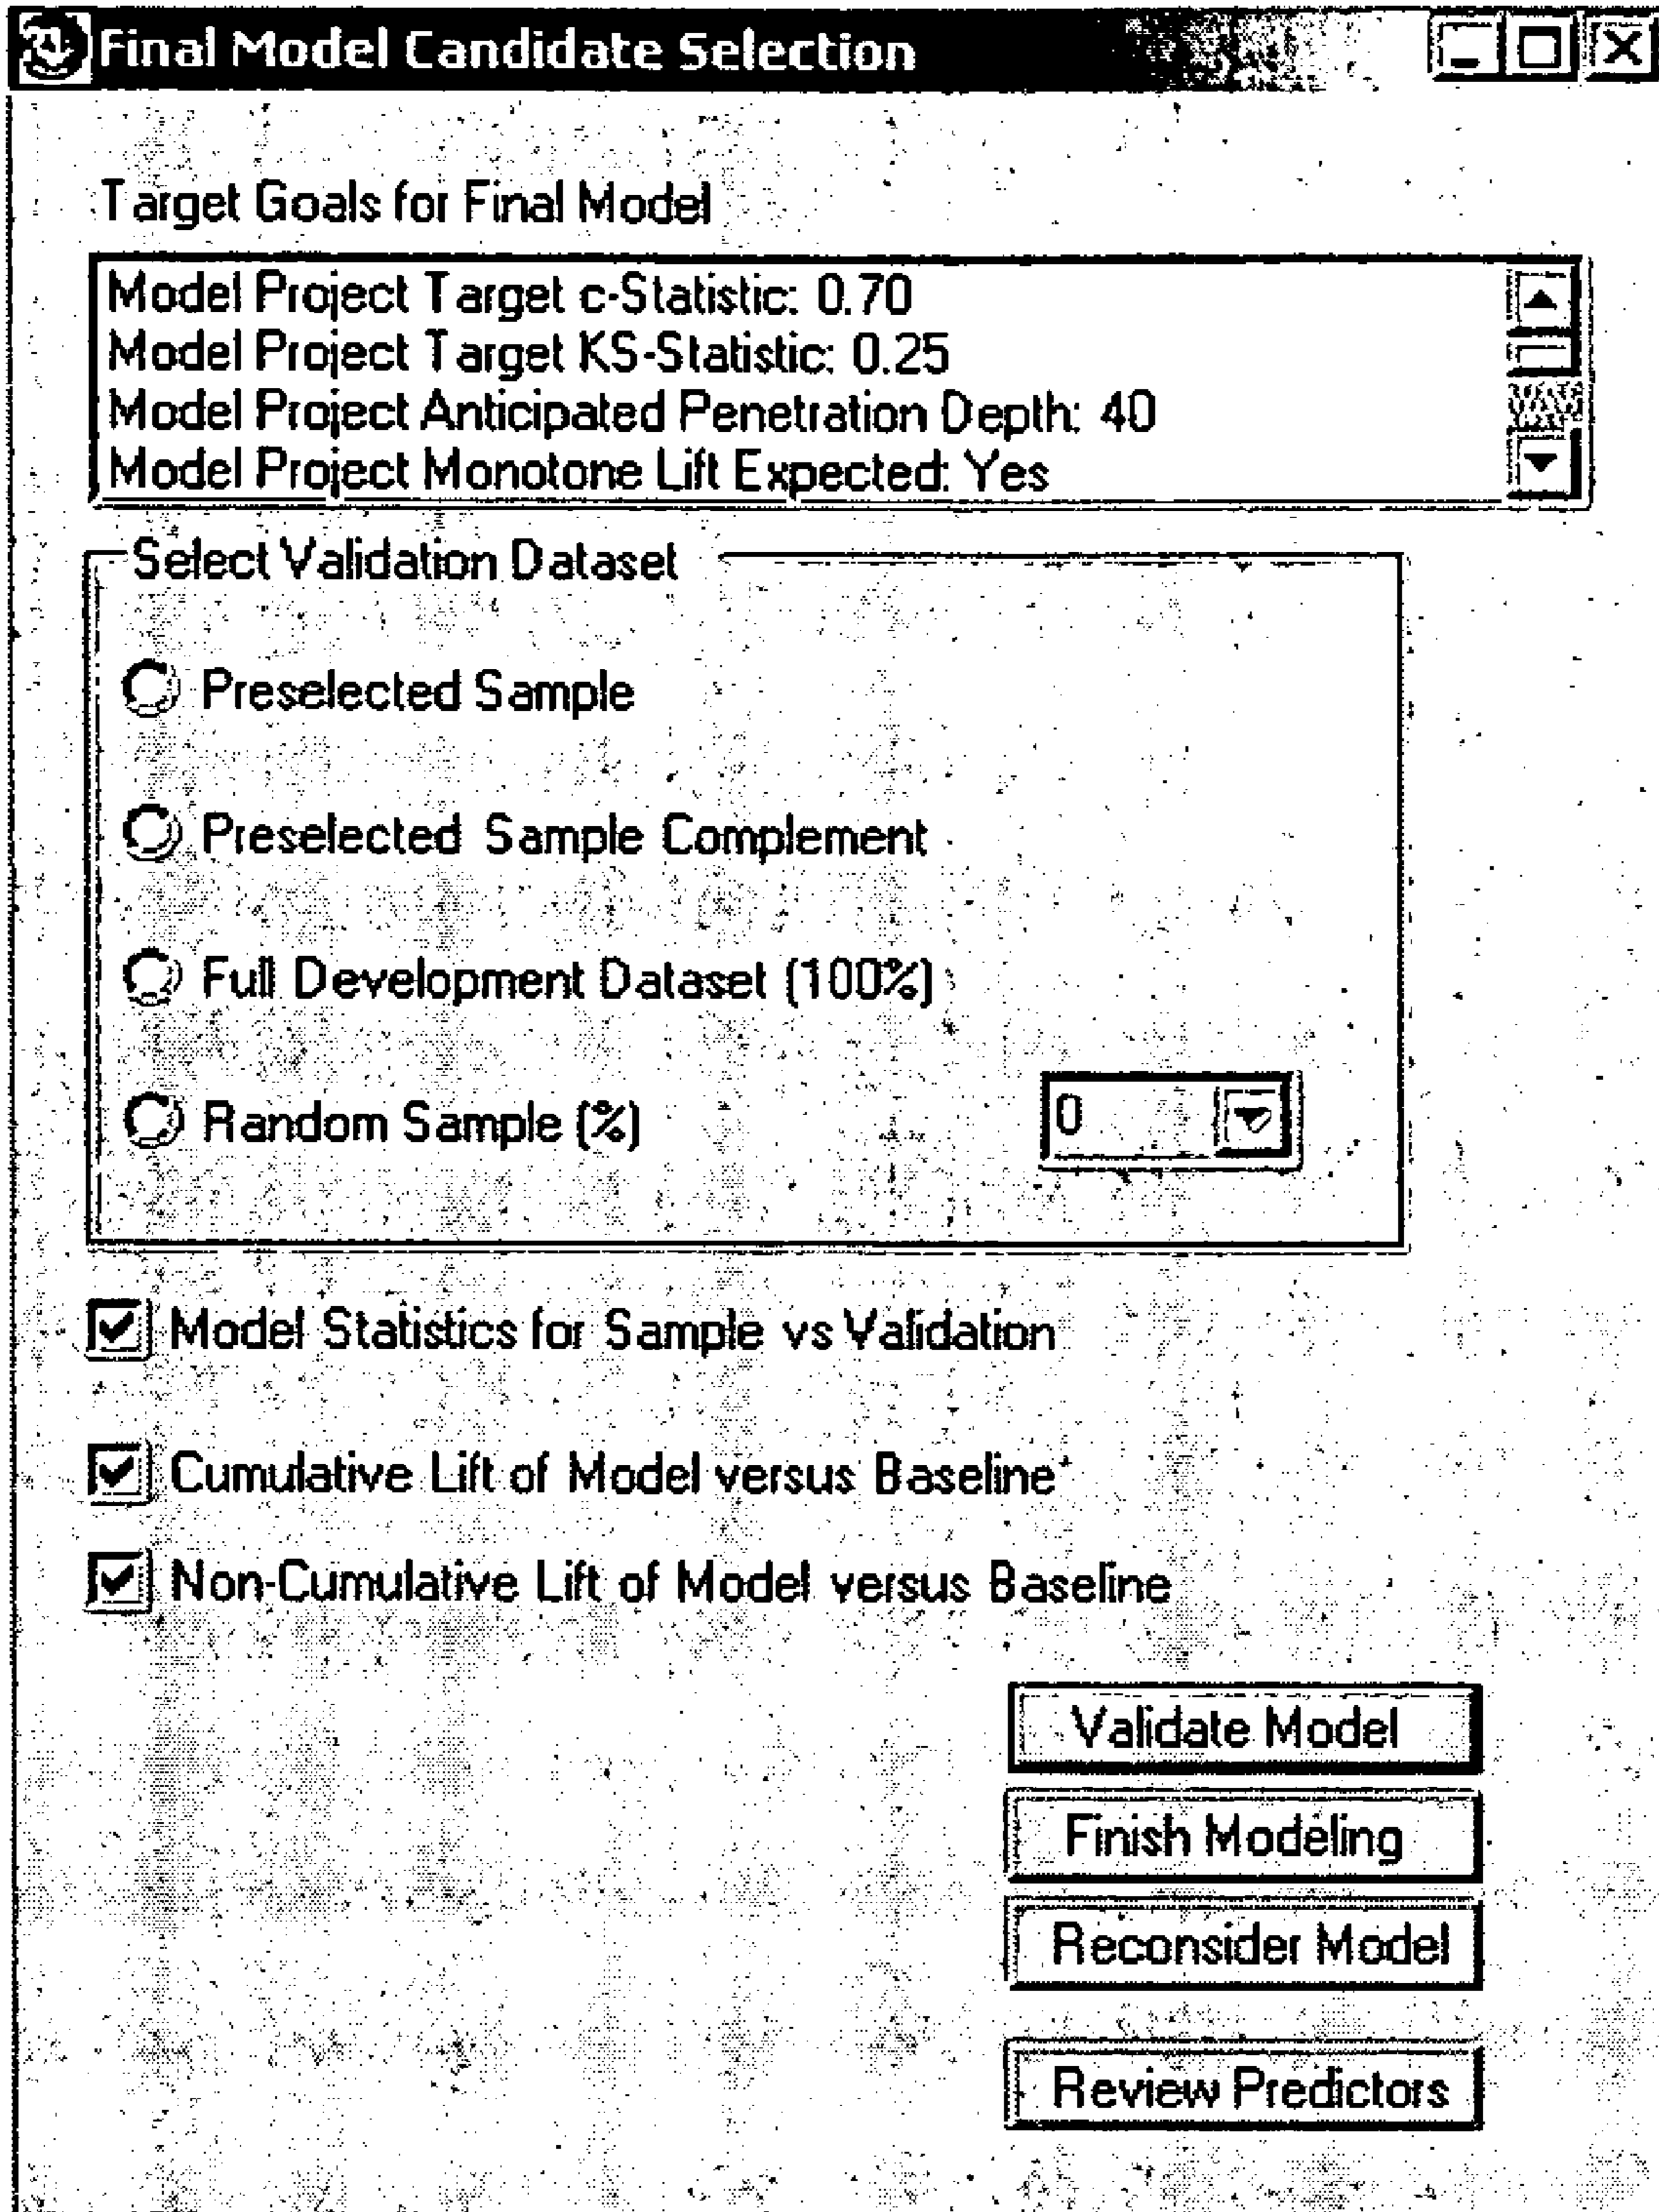 Final Model Candidate Selection
Target Goals for Final Model
Model Project Target c-Statistic: 0.70
Model Project Target KS-Statistic: 0.25
Model Project Anticipated Penetration Depth: 40
Model Project Monotone Lift Expected: Yes
Select Validation Dataset
Preselected Sample
Preselected Sample Complement
Full Development Dataset (100%)
Random Sample (%) 0
Model Statistics for Sample vs Validation
Cumulative Lift of Model versus Baseline
Non-Cumulative Lift of Model versus Baseline
Validate Model
Finish Modeling
Reconsider Model
Review Predictors